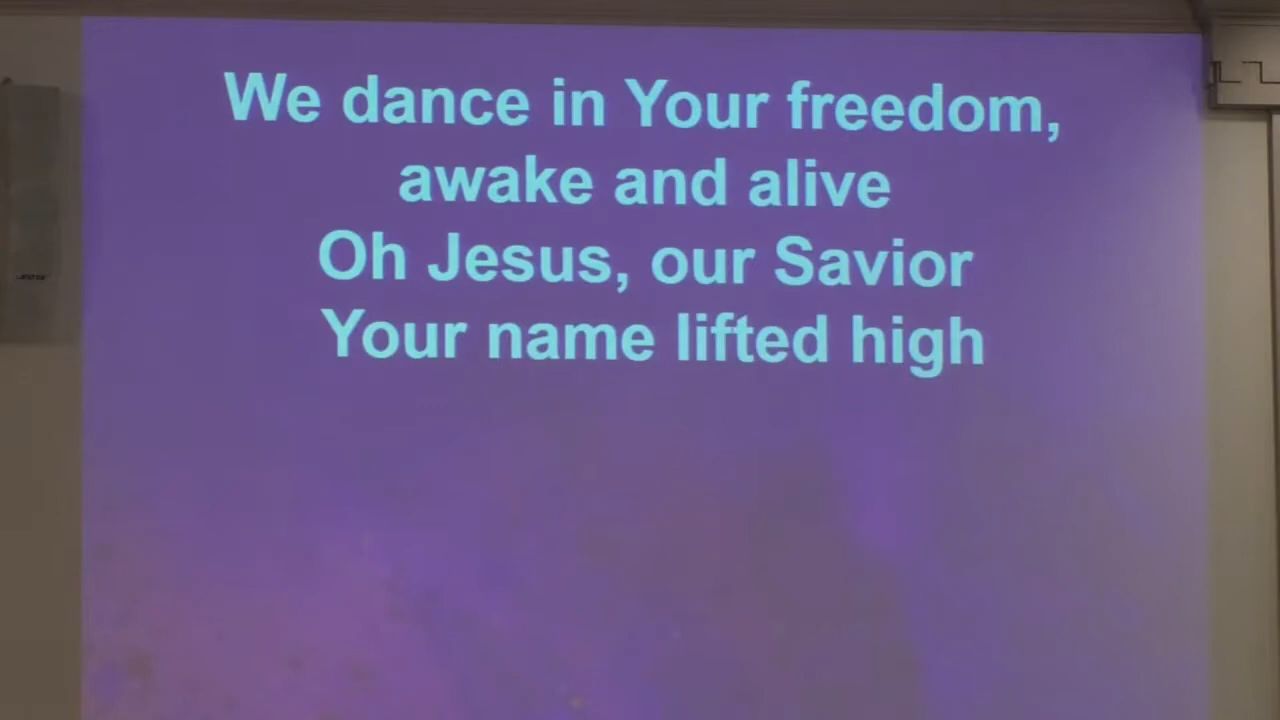 We dance in Your freedom,
awake and alive
Oh Jesus, our Savior
Your name lifted high